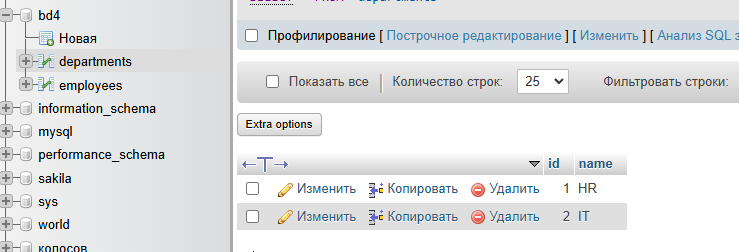 bd4
Новая
departments
employees
information_schema
mysql
performance_schema
sakila
sys
world
колосов
Профилирование [ Построчное редактирование ] [ Изменить ] [ Анализ SQL
Показать все
Количество строк:
25
Фильтровать строки:
Extra options
id name
Изменить Копировать Удалить 1 HR
Изменить Копировать Удалить 2 IT